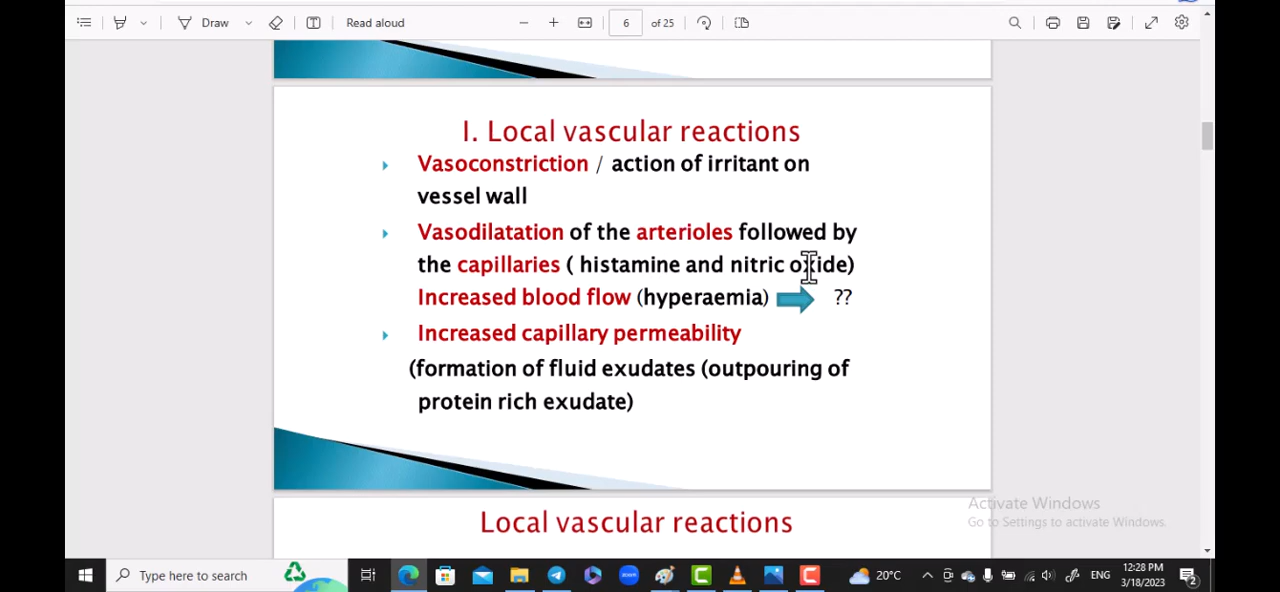 Draw
Read aloud
6
of 25
I. Local vascular reactions
Vasoconstriction / action of irritant on
vessel wall
Vasodilatation of the arterioles followed by
the capillaries ( histamine and nitric oxide)
Increased blood flow (hyperaemia) ??
Increased capillary permeability
(formation of fluid exudates (outpouring of
protein rich exudate)
Local vascular reactions
Activate Windows
Go to Settings to activate Windows.
Type here to search
zoom
20°C
ENG
12:28 PM
3/18/2023
2